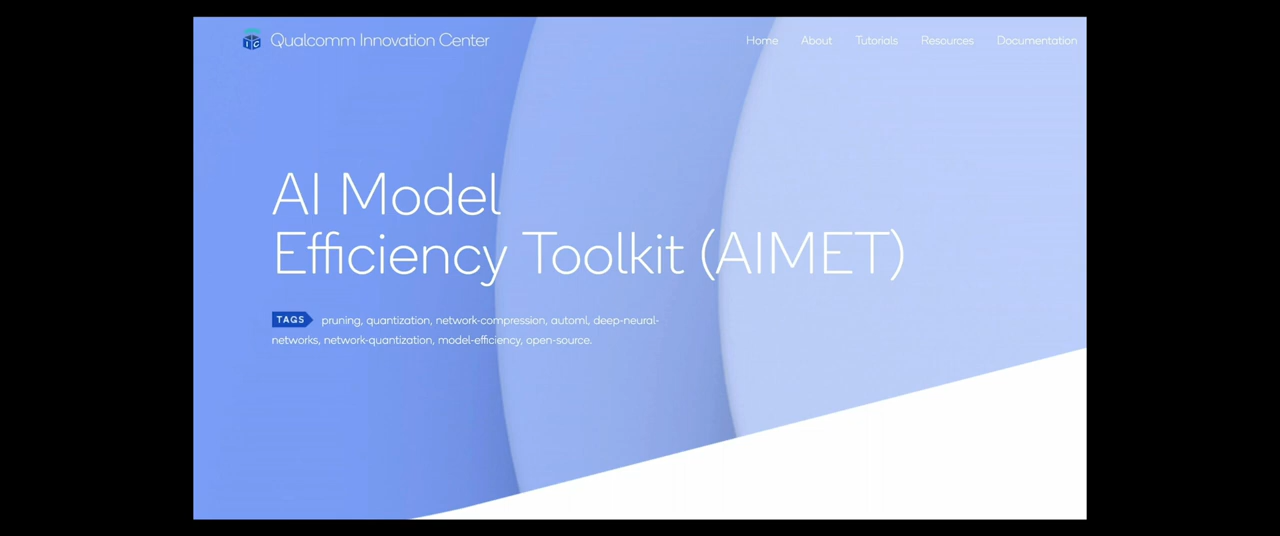 IC Qualcomm Innovation Center
Home About Tutorials Resources Documentation
AI Model
Efficiency Toolkit (AIMET)
TAGS pruning, quantization, network-compression, automl, deep-neural-
networks, network-quantization, model-efficiency, open-source.